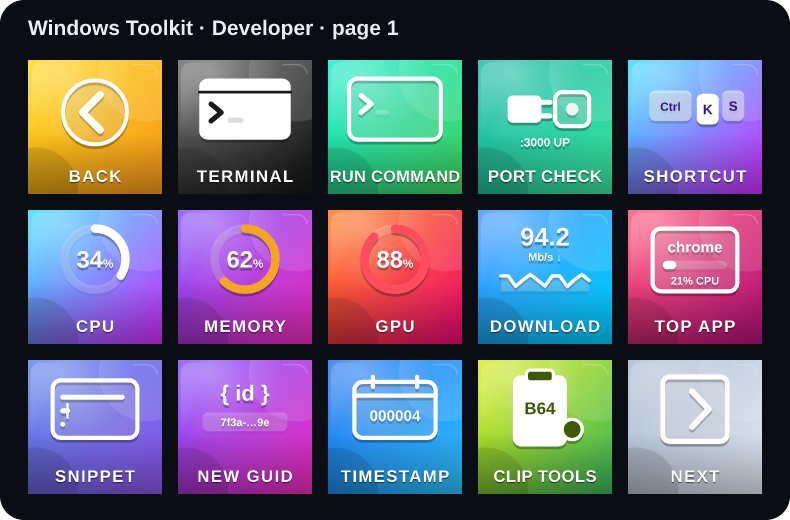 Windows Toolkit · Developer · page 1
BACK
>_
TERMINAL
>_
RUN COMMAND
:3000 UP
PORT CHECK
Ctrl K S
SHORTCUT
34%
CPU
62%
MEMORY
88%
GPU
94.2
Mb/s ↓
DOWNLOAD
chrome
21% CPU
TOP APP
SNIPPET
{ id }
7f3a-…9e
NEW GUID
000004
TIMESTAMP
B64
CLIP TOOLS
NEXT